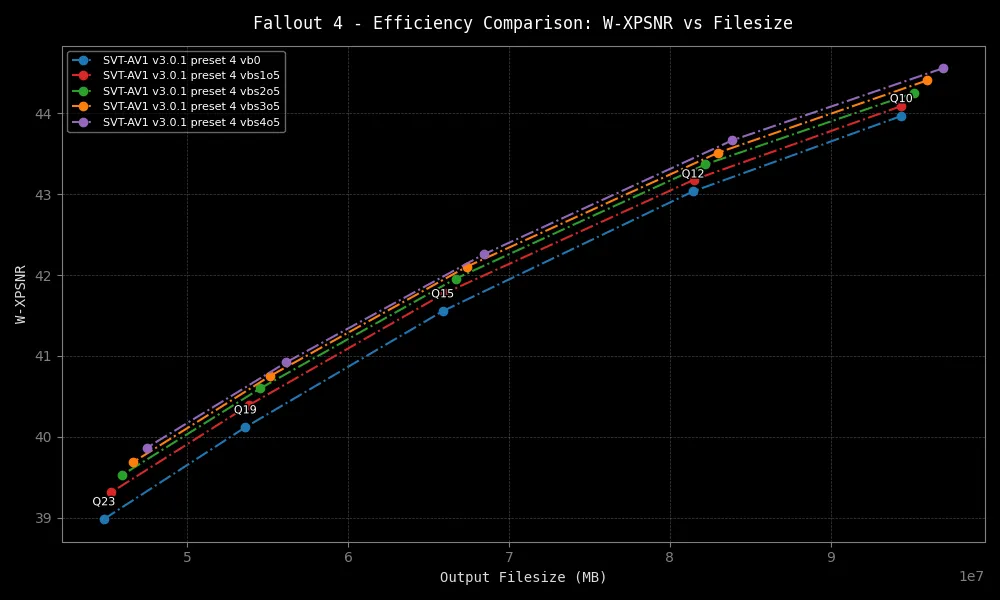 Fallout 4 - Efficiency Comparison: W-XPSNR vs Filesize
SVT-AV1 v3.0.1 preset 4 vb0
SVT-AV1 v3.0.1 preset 4 vbs1o5
SVT-AV1 v3.0.1 preset 4 vbs2o5
SVT-AV1 v3.0.1 preset 4 vbs3o5
SVT-AV1 v3.0.1 preset 4 vbs4o5
Q10
44
Q12
43
W-XPSNR
42
Q15
41
Q19
40
Q23
39
5 6 7 8 9
Output Filesize (MB)
1e7